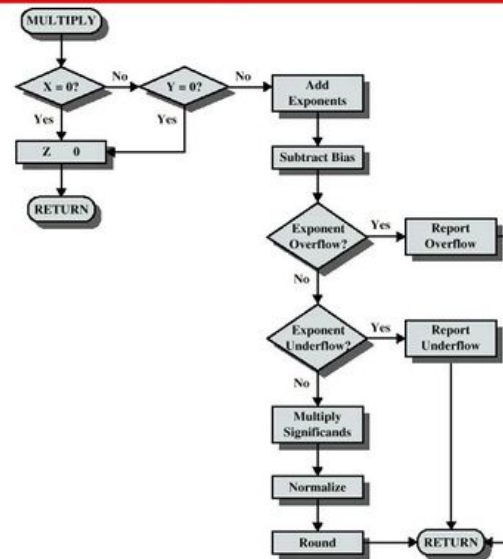 MULTIPLY
X = 0?
No
Y = 0?
No
Add
Exponents
Yes
Yes
Z 0
Subtract Bias
RETURN
Exponent
Overflow?
Yes
Report
Overflow
No
Exponent
Underflow?
Yes
Report
Underflow
No
Multiply
Significands
Normalize
Round
RETURN